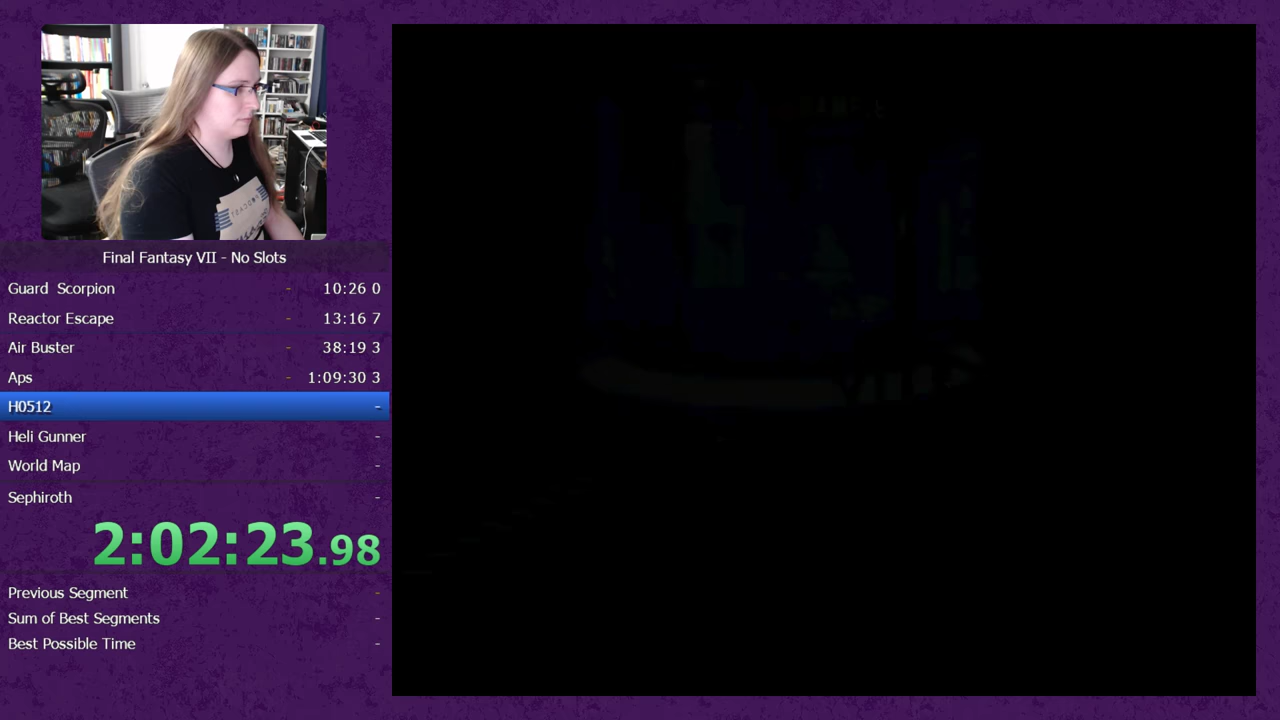 Final Fantasy VII - No Slots
Guard Scorpion - 10:26 0
Reactor Escape - 13:16 7
Air Buster - 38:19 3
Aps - 1:09:30 3
H0512 -
Heli Gunner -
World Map -
Sephiroth -
2:02:23.98
Previous Segment -
Sum of Best Segments -
Best Possible Time -